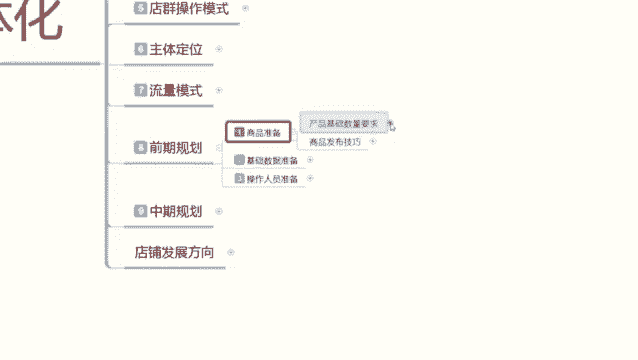 体化
5 店群操作模式
6 主体定位
7 流量模式
8 前期规划
商品准备
产品基础数量要求
商品发布技巧
基础数据准备
操作人员准备
9 中期规划
店铺发展方向